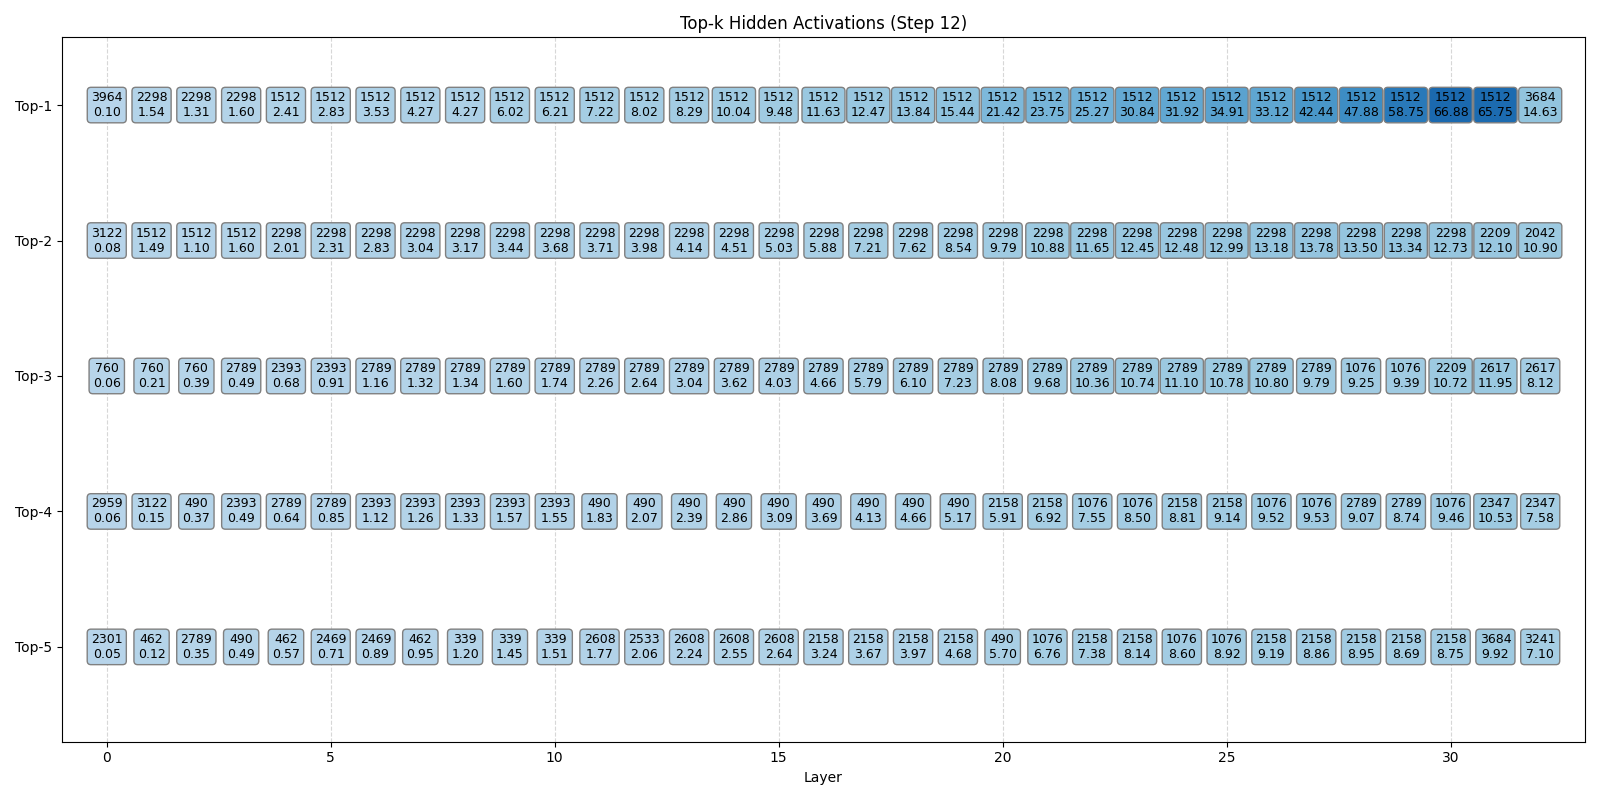 Top-k Hidden Activations (Step 12)
Top-1
3964 2298 2298 2298 1512 1512 1512 1512 1512 1512 1512 1512 1512 1512 1512 1512 1512 1512 1512 1512 1512 1512 1512 1512 1512 1512 1512 1512 1512 1512 1512 1512 3684
0.10 1.54 1.31 1.60 2.41 2.83 3.53 4.27 4.27 6.02 6.21 7.22 8.02 8.29 10.04 9.48 11.63 12.47 13.84 15.44 21.42 23.75 25.27 30.84 31.92 34.91 33.12 42.44 47.88 58.75 66.88 65.75 14.63
Top-2
3122 1512 1512 1512 2298 2298 2298 2298 2298 2298 2298 2298 2298 2298 2298 2298 2298 2298 2298 2298 2298 2298 2298 2298 2298 2298 2298 2298 2298 2298 2298 2209 2042
0.08 1.49 1.10 1.60 2.01 2.31 2.83 3.04 3.17 3.44 3.68 3.71 3.98 4.14 4.51 5.03 5.88 7.21 7.62 8.54 9.79 10.88 11.65 12.45 12.48 12.99 13.18 13.78 13.50 13.34 12.73 12.10 10.90
Top-3
760 760 760 2789 2393 2393 2789 2789 2789 2789 2789 2789 2789 2789 2789 2789 2789 2789 2789 2789 2789 2789 2789 2789 2789 2789 2789 2789 1076 1076 2209 2617 2617
0.06 0.21 0.39 0.49 0.68 0.91 1.16 1.32 1.34 1.60 1.74 2.26 2.64 3.04 3.62 4.03 4.66 5.79 6.10 7.23 8.08 9.68 10.36 10.74 11.10 10.78 10.80 9.79 9.25 9.39 10.72 11.95 8.12
Top-4
2959 3122 490 2393 2789 2789 2393 2393 2393 2393 2393 490 490 490 490 490 490 490 490 490 2158 2158 1076 1076 2158 2158 1076 1076 2789 2789 1076 2347 2347
0.06 0.15 0.37 0.49 0.64 0.85 1.12 1.26 1.33 1.57 1.55 1.83 2.07 2.39 2.86 3.09 3.69 4.13 4.66 5.17 5.91 6.92 7.55 8.50 8.81 9.14 9.52 9.53 9.07 8.74 9.46 10.53 7.58
Top-5
2301 462 2789 490 462 2469 2469 462 339 339 339 2608 2533 2608 2608 2608 2158 2158 2158 2158 490 1076 2158 2158 1076 1076 2158 2158 2158 2158 2158 3684 3241
0.05 0.12 0.35 0.49 0.57 0.71 0.89 0.95 1.20 1.45 1.51 1.77 2.06 2.24 2.55 2.64 3.24 3.67 3.97 4.68 5.70 6.76 7.38 8.14 8.60 8.92 9.19 8.86 8.95 8.69 8.75 9.92 7.10
0 5 10 15 20 25 30
Layer